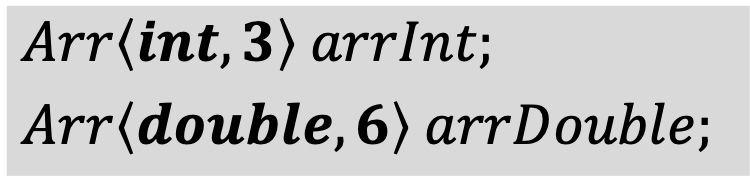 Arr⟨int, 3⟩ arrInt;
Arr⟨double, 6⟩ arrDouble;